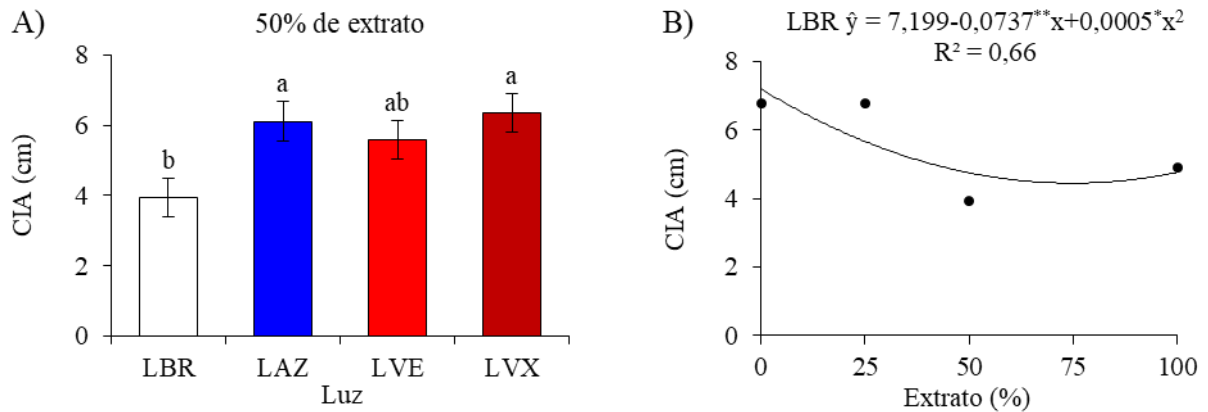 A)
50% de extrato
CIA (cm)
8
6
4
2
0
b
a
ab
a
LBR LAZ LVE LVX
Luz
B)
LBR ŷ = 7,199-0,0737**x+0,0005*x²
R² = 0,66
CIA (cm)
8
6
4
2
0
0 25 50 75 100
Extrato (%)